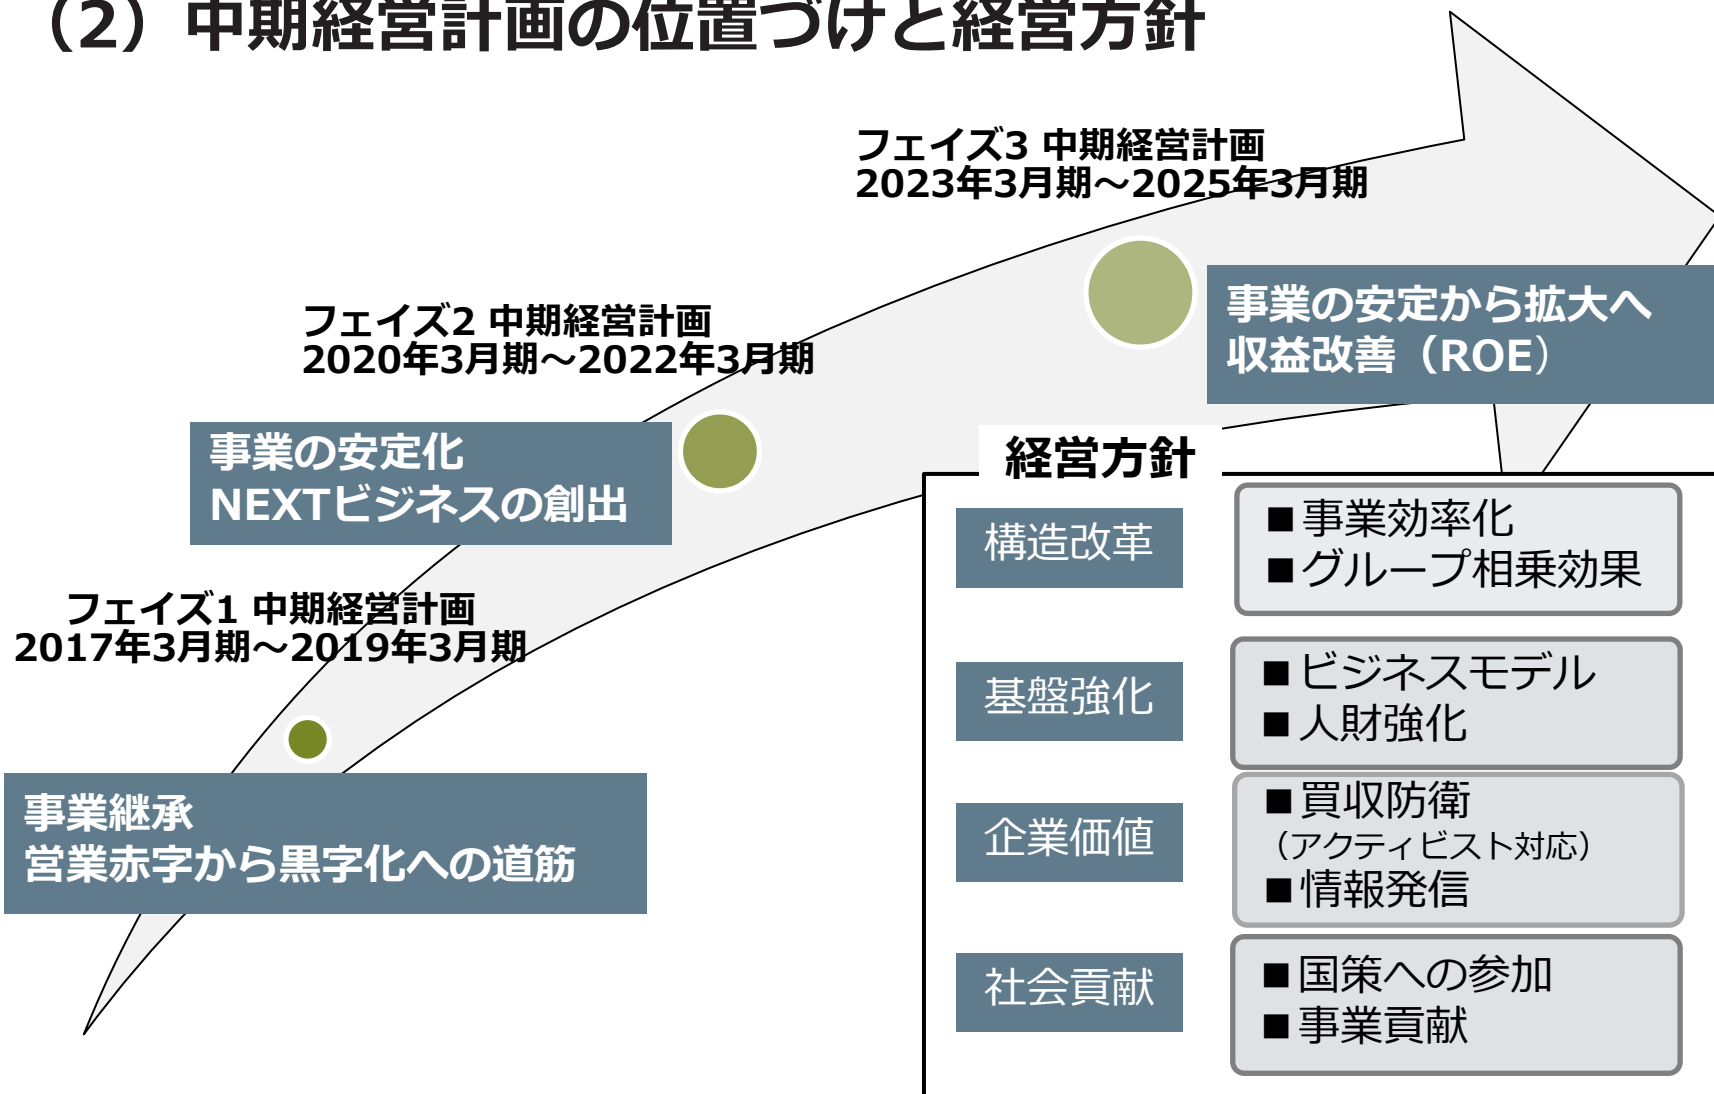 （2）中期経営計画の位置づけと経営方針
フェイズ3 中期経営計画
2023年3月期～2025年3月期
事業の安定から拡大へ
収益改善（ROE）
フェイズ2 中期経営計画
2020年3月期～2022年3月期
事業の安定化
NEXTビジネスの創出
フェイズ1 中期経営計画
2017年3月期～2019年3月期
事業継承
営業赤字から黒字化への道筋
経営方針
構造改革
■事業効率化
■グループ相乗効果
基盤強化
■ビジネスモデル
■人財強化
企業価値
■買収防衛
（アクティビスト対応）
■情報発信
社会貢献
■国策への参加
■事業貢献